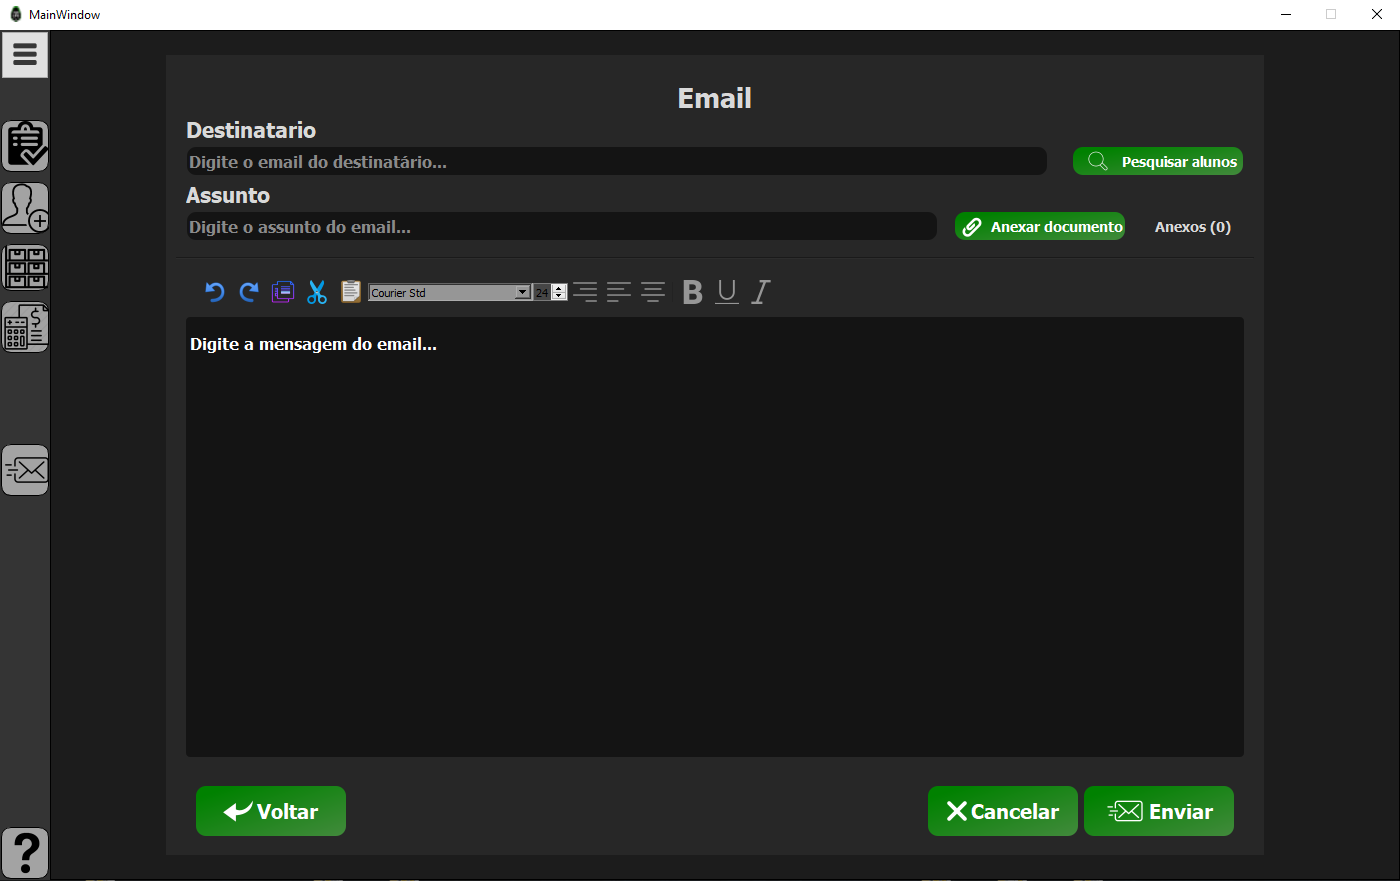 MainWindow
Email
Destinatario
Digite o email do destinatário...
Pesquisar alunos
Assunto
Digite o assunto do email...
Anexar documento
Anexos (0)
Courier Std
24
B U I
Digite a mensagem do email...
Voltar
Cancelar
Enviar
?